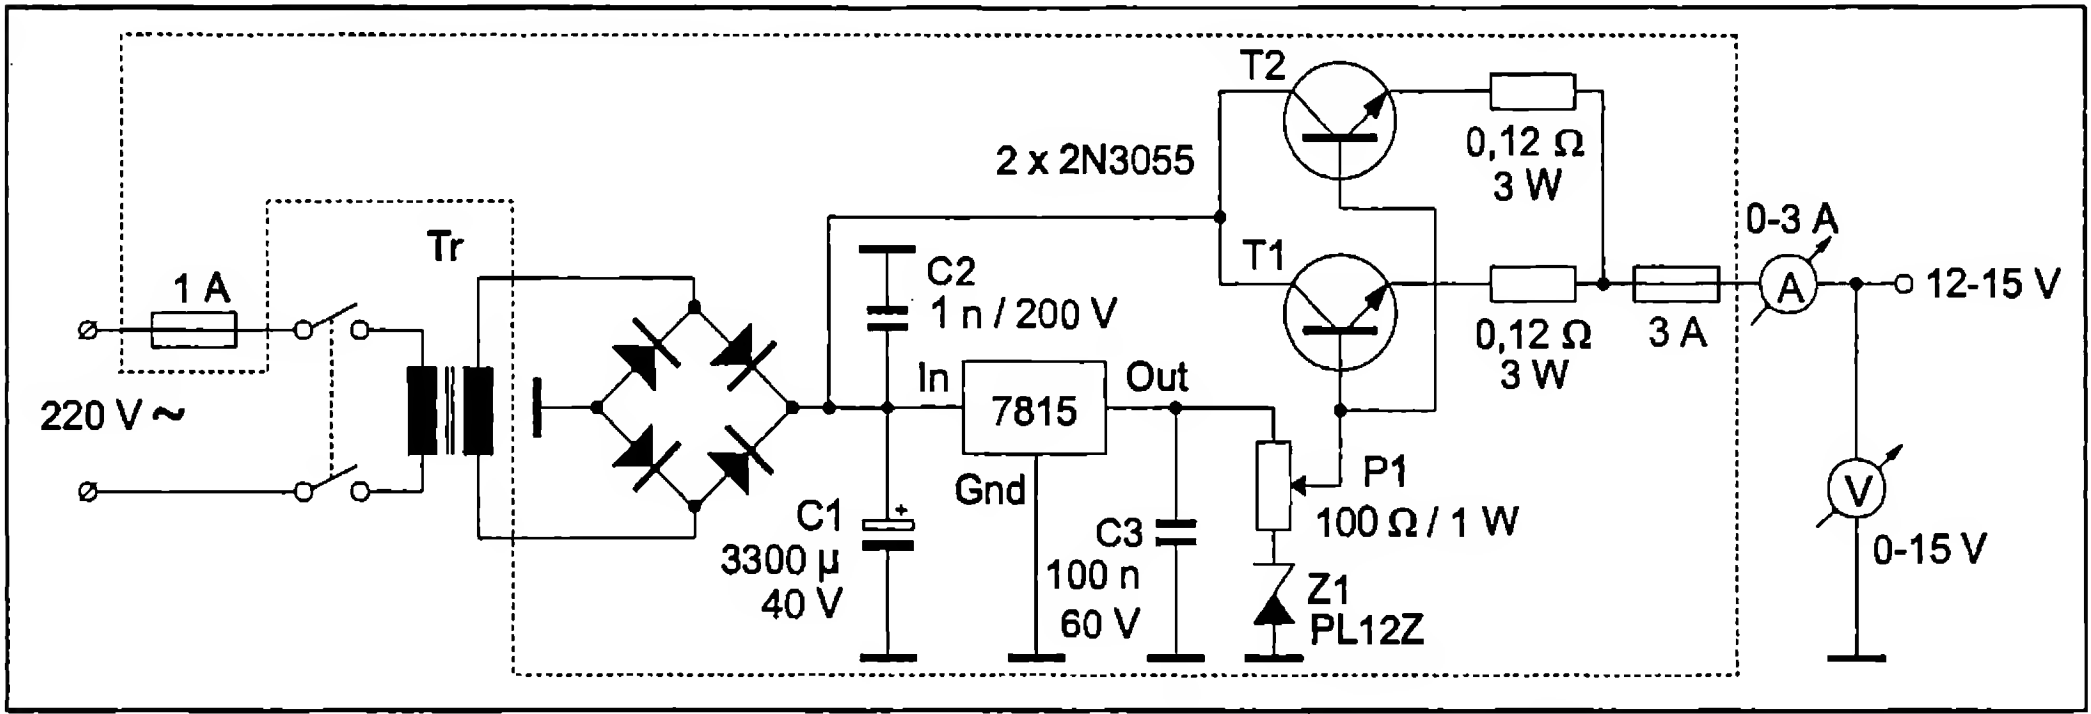 T2
0,12 Ω
3 W
2 x 2N3055
0-3 A
Tr
T1
C2
1 n / 200 V
1 A
12-15 V
A
0,12 Ω
3 W
3 A
In
Out
7815
220 V ~
Gnd
P1
100 Ω / 1 W
V
C1
3300 µ
40 V
+
C3
100 n
60 V
0-15 V
Z1
PL12Z